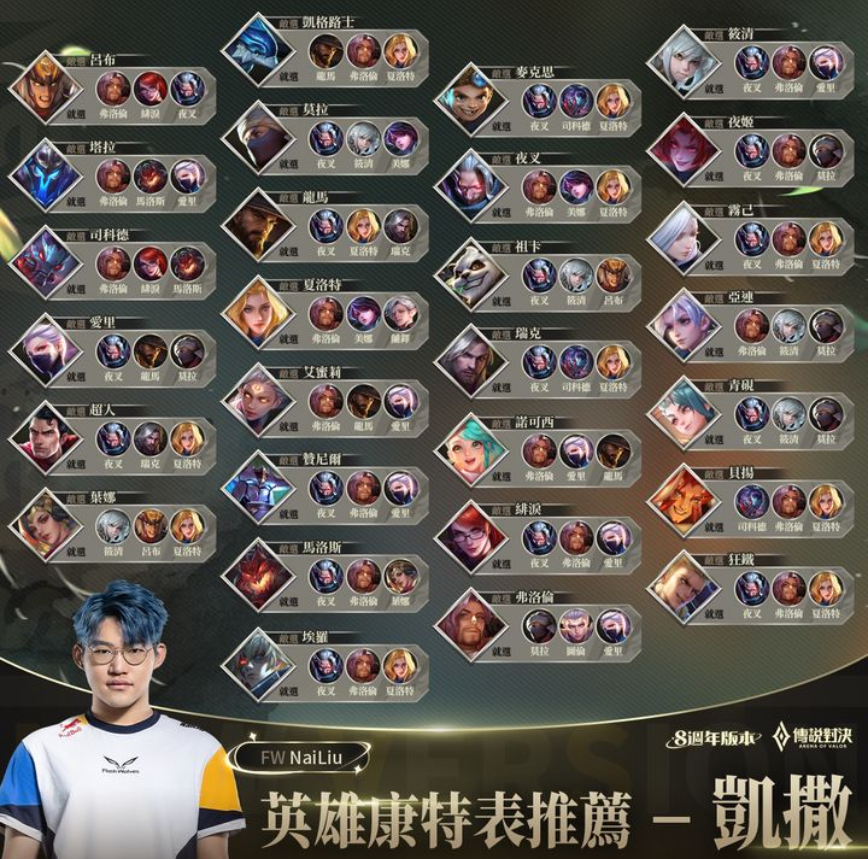 敵選 呂布
就選
弗洛倫 緋淚 夜叉
敵選 塔拉
就選
弗洛倫 馬洛斯 愛里
敵選 司科德
就選
弗洛倫 緋淚 馬洛斯
敵選 愛里
就選
夜叉 龍馬 莫拉
敵選 超人
就選
夜叉 瑞克 夏洛特
敵選 葉娜
就選
筱清 呂布 夏洛特
敵選 凱格路士
就選
龍馬 弗洛倫 夏洛特
敵選 莫拉
就選
夜叉 筱清 美娜
敵選 龍馬
就選
夜叉 夏洛特 瑞克
敵選 夏洛特
就選
弗洛倫 美娜 關鐸
敵選 艾蜜莉
就選
弗洛倫 龍馬 愛里
敵選 贊尼爾
就選
夜叉 弗洛倫 愛里
敵選 馬洛斯
就選
夜叉 弗洛倫 葉娜
敵選 埃羅
就選
夜叉 弗洛倫 夏洛特
敵選 麥克思
就選
夜叉 司科德 夏洛特
敵選 夜叉
就選
弗洛倫 美娜 夏洛特
敵選 祖卡
就選
夜叉 筱清 呂布
敵選 瑞克
就選
夜叉 司科德 夏洛特
敵選 諾可西
就選
弗洛倫 愛里 龍馬
敵選 緋淚
就選
夜叉 弗洛倫 愛里
敵選 弗洛倫
就選
莫拉 圖倫 愛里
敵選 筱清
就選
夜叉 弗洛倫 愛里
敵選 夜姬
就選
夜叉 弗洛倫 莫拉
敵選 霧己
就選
夜叉 弗洛倫 夏洛特
敵選 亞連
就選
弗洛倫 筱清 莫拉
敵選 青硯
就選
夜叉 筱清 莫拉
敵選 貝揚
就選
司科德 弗洛倫 夏洛特
敵選 狂鐵
就選
夜叉 弗洛倫 夏洛特
8週年版本
傳說對決
ARENA OF VALOR
Red Bull
Flash Wolves
FW NaiLiu
英雄康特表推薦 – 凱撒